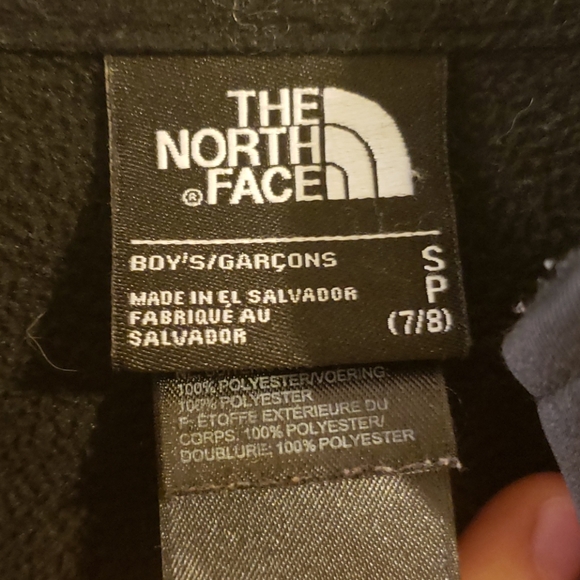 THE
NORTH
®FACE
BOY'S/GARÇONS
S
P
(7/8)
MADE IN EL SALVADOR
FABRIQUÉ AU
SALVADOR
100% POLYESTER/VOERING:
100% POLYESTER
F: ÉTOFFE EXTÉRIEURE DU
CORPS: 100% POLYESTER/
DOUBLURE: 100% POLYESTER